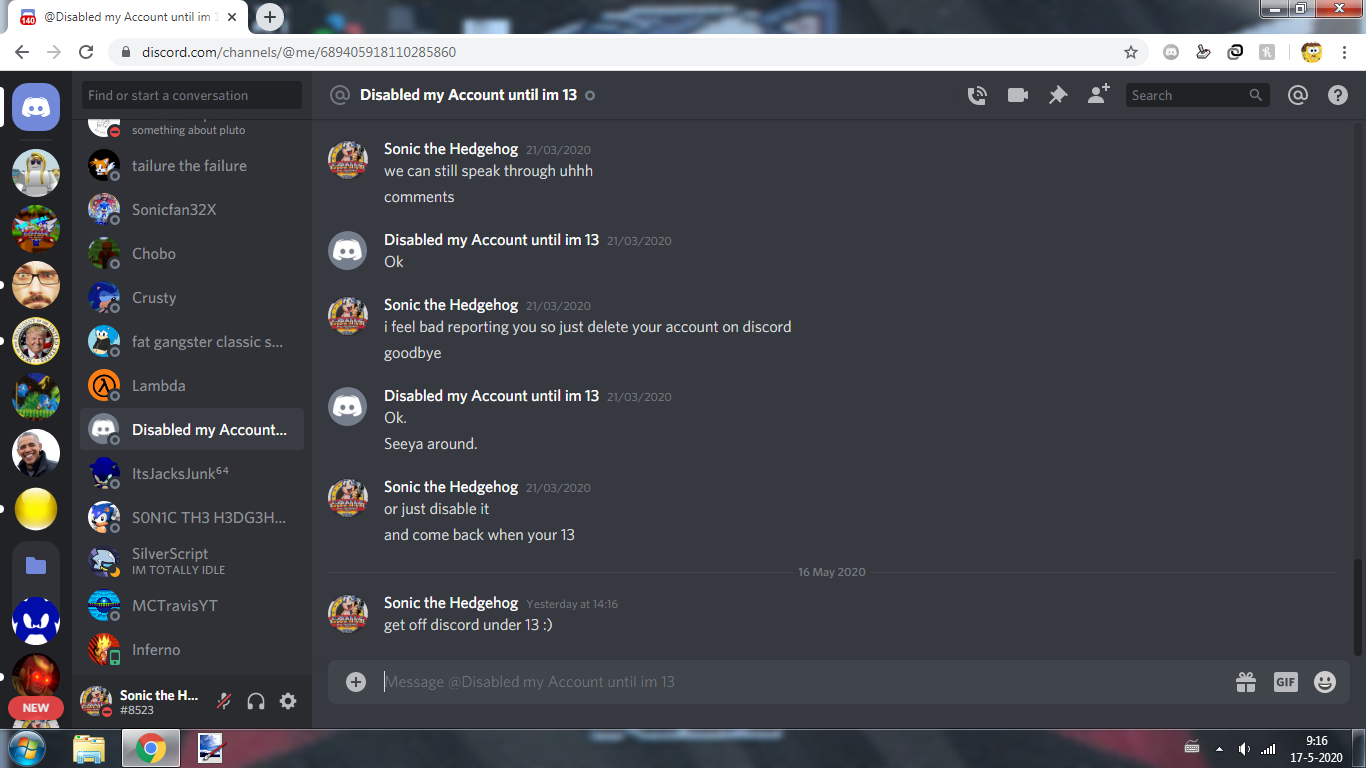 140
@Disabled my Account until im 1
discord.com/channels/@me/689405918110285860
Find or start a conversation
@ Disabled my Account until im 13
Search
something about pluto
tailure the failure
Sonicfan32X
Chobo
Crusty
fat gangster classic s...
Lambda
Disabled my Account...
ItsJacksJunk⁶⁴
S0N1C TH3 H3DG3H...
SilverScript
IM TOTALLY IDLE
MCTravisYT
Inferno
NEW
Sonic the H...
#8523
Sonic the Hedgehog 21/03/2020
we can still speak through uhhh
comments
Disabled my Account until im 13 21/03/2020
Ok
Sonic the Hedgehog 21/03/2020
i feel bad reporting you so just delete your account on discord
goodbye
Disabled my Account until im 13 21/03/2020
Ok.
Seeya around.
Sonic the Hedgehog 21/03/2020
or just disable it
and come back when your 13
16 May 2020
Sonic the Hedgehog Yesterday at 14:16
get off discord under 13 :)
Message @Disabled my Account until im 13
GIF
9:16
17-5-2020